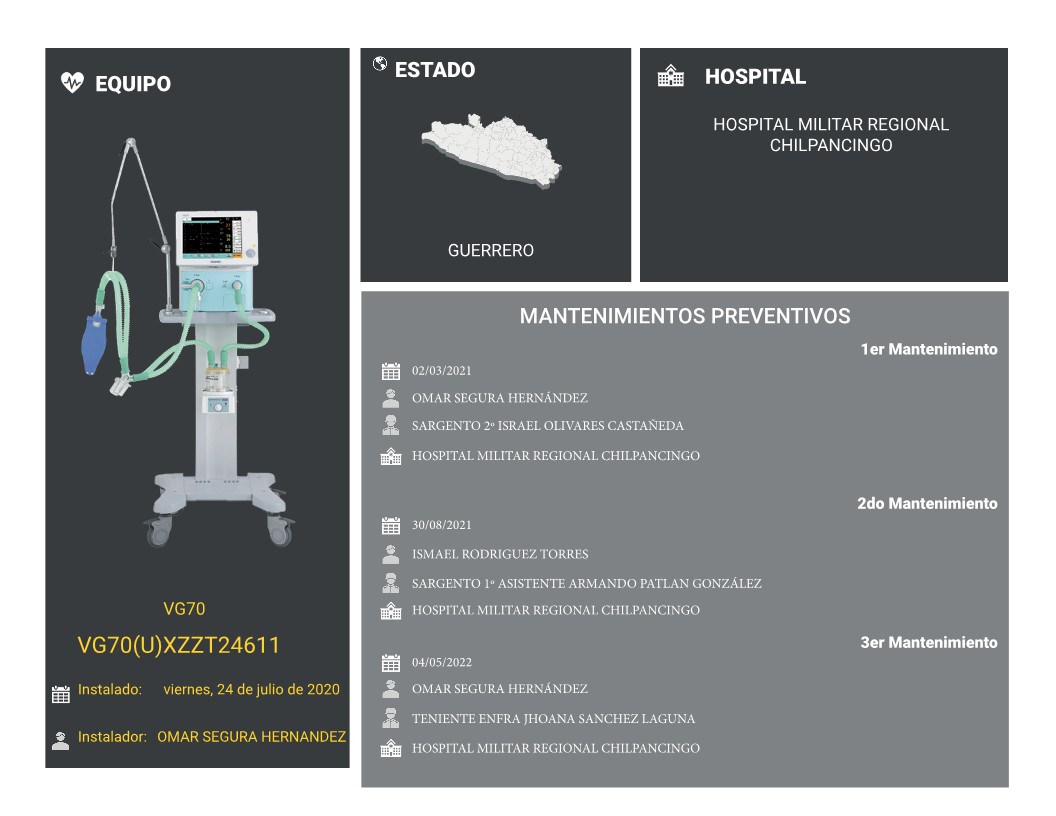 EQUIPO
VG70
VG70(U)XZZT24611
Instalado: viernes, 24 de julio de 2020
Instalador: OMAR SEGURA HERNANDEZ
ESTADO
GUERRERO
HOSPITAL
HOSPITAL MILITAR REGIONAL
CHILPANCINGO
MANTENIMIENTOS PREVENTIVOS
1er Mantenimiento
02/03/2021
OMAR SEGURA HERNÁNDEZ
SARGENTO 2º ISRAEL OLIVARES CASTAÑEDA
HOSPITAL MILITAR REGIONAL CHILPANCINGO
2do Mantenimiento
30/08/2021
ISMAEL RODRIGUEZ TORRES
SARGENTO 1º ASISTENTE ARMANDO PATLAN GONZÁLEZ
HOSPITAL MILITAR REGIONAL CHILPANCINGO
3er Mantenimiento
04/05/2022
OMAR SEGURA HERNÁNDEZ
TENIENTE ENFRA JHOANA SANCHEZ LAGUNA
HOSPITAL MILITAR REGIONAL CHILPANCINGO